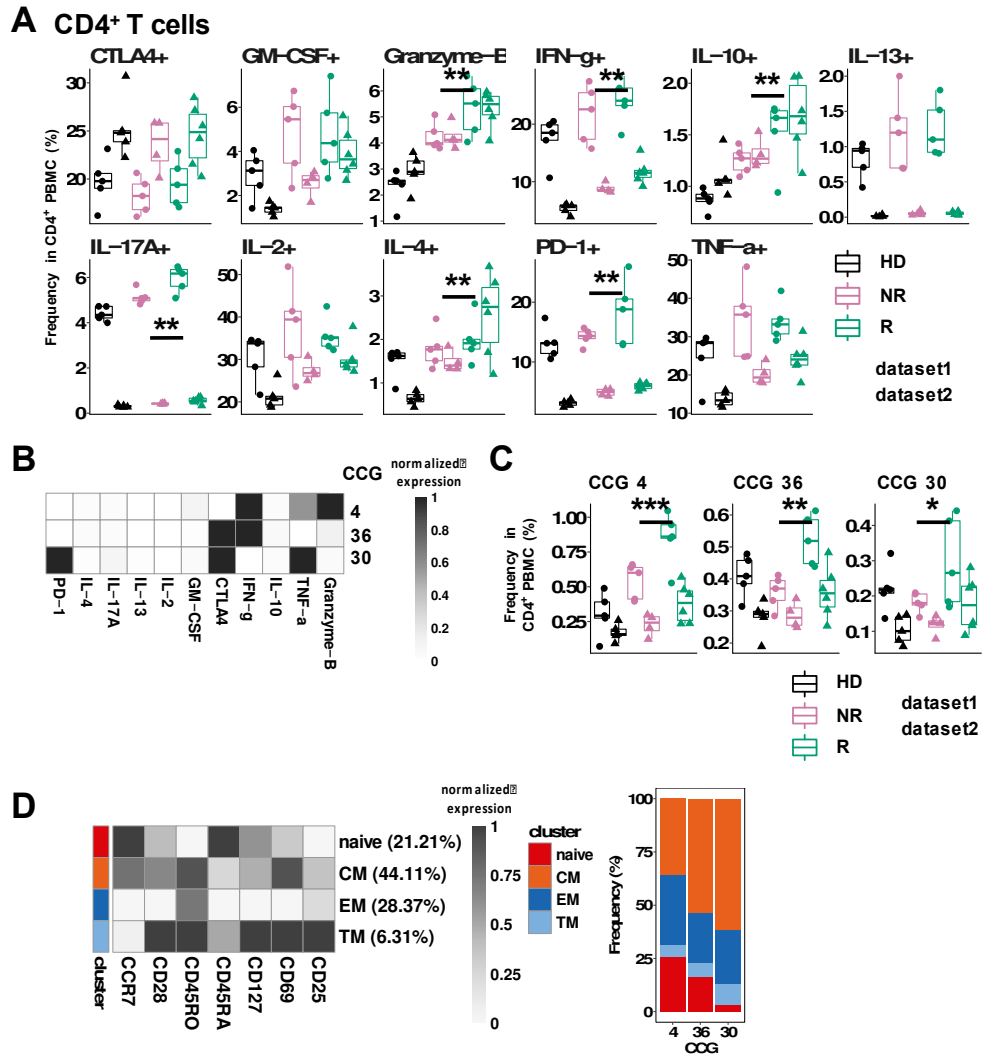 A CD4⁺ T cells
CTLA4+ GM−CSF+ Granzyme−B IFN−g+ IL−10+ IL−13+
30
25
20
6
4
2
**
6
5
4
3
2
1
**
20
10
**
2.0
1.5
1.0
2.0
1.5
1.0
0.5
0.0
Frequency in CD4⁺ PBMC (%)
IL−17A+ IL−2+ IL−4+ PD−1+ TNF−a+
6
4
2
0
**
50
40
30
20
**
3
2
1
**
20
10
50
40
30
20
10
HD
NR
R
dataset1
dataset2
B
CCG
normalized
expression
4
36
30
PD-1 IL-4 IL-17A IL-13 IL-2 GM-CSF CTLA4 IFN-g IL-10 TNF-a Granzyme-B
1
0.8
0.6
0.4
0.2
0
C
CCG 4 CCG 36 CCG 30
Frequency in
CD4⁺ PBMC (%)
***
1.00
0.75
0.50
0.25
**
0.6
0.5
0.4
0.3
0.2
*
0.4
0.3
0.2
0.1
HD
NR
R
dataset1
dataset2
D
normalized
expression
naive (21.21%)
CM (44.11%)
EM (28.37%)
TM (6.31%)
cluster CCR7 CD28 CD45RO CD45RA CD127 CD69 CD25
1
0.75
0.5
0.25
0
cluster
naive
CM
EM
TM
Frequency (%)
100
75
50
25
0
4 36 30
CCG